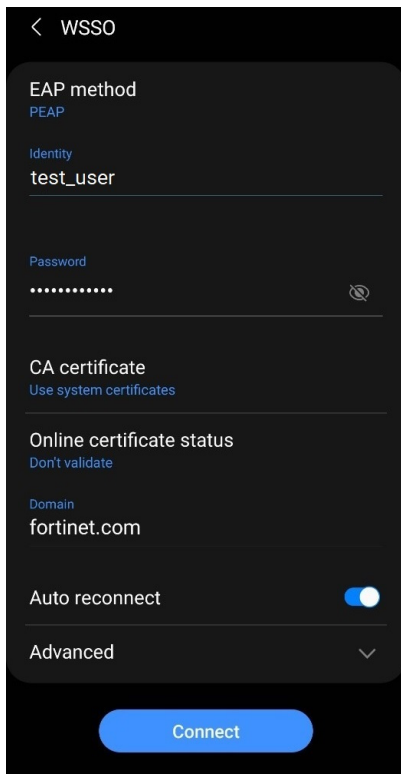 WSSO
EAP method
PEAP
Identity
test_user
Password
••••••••••••
CA certificate
Use system certificates
Online certificate status
Don't validate
Domain
fortinet.com
Auto reconnect
Advanced
Connect